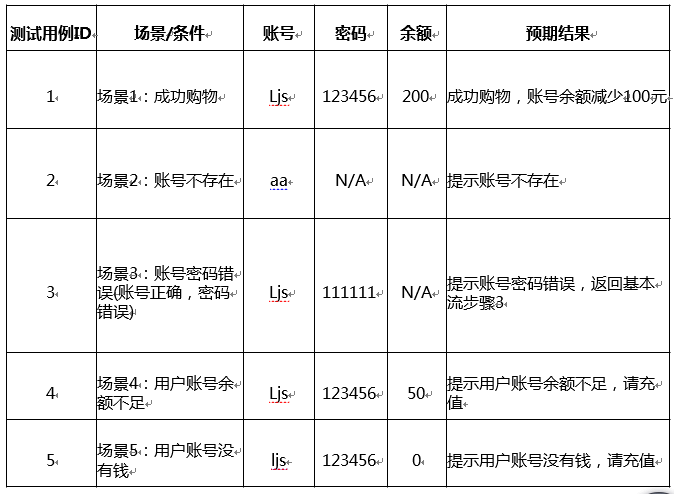 测试用例ID 场景/条件 账号 密码 余额 预期结果
1 场景1：成功购物 Ljs 123456 200 成功购物，账号余额减少100元
2 场景2：账号不存在 aa N/A N/A 提示账号不存在
3 场景3：账号密码错
误(账号正确，密码
错误) Ljs 111111 N/A 提示账号密码错误，返回基本
流步骤3
4 场景4：用户账号余
额不足 Ljs 123456 50 提示用户账号余额不足，请充
值
5 场景5：用户账号没
有钱 ljs 123456 0 提示用户账号没有钱，请充值